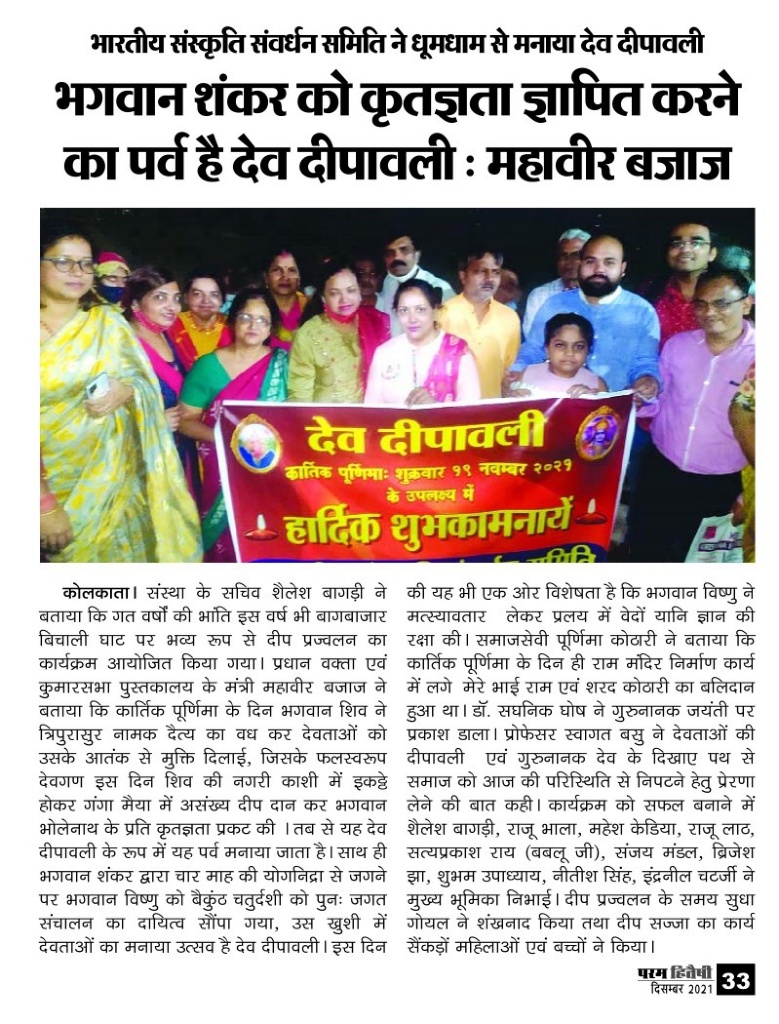 भारतीय संस्कृति संवर्धन समिति ने धूमधाम से मनाया देव दीपावली
भगवान शंकर को कृतज्ञता ज्ञापित करने
का पर्व है देव दीपावली : महावीर बजाज
देव दीपावली
कार्तिक पूर्णिमाः शुक्रवार १९ नवम्बर २०२१
के उपलक्ष्य में
हार्दिक शुभकामनायें
समिति
कोलकाता। संस्था के सचिव शैलेश बागड़ी ने
बताया कि गत वर्षों की भांति इस वर्ष भी बागबाजार
बिचाली घाट पर भव्य रूप से दीप प्रज्वलन का
कार्यक्रम आयोजित किया गया। प्रधान वक्ता एवं
कुमारसभा पुस्तकालय के मंत्री महावीर बजाज ने
बताया कि कार्तिक पूर्णिमा के दिन भगवान शिव ने
त्रिपुरासुर नामक दैत्य का वध कर देवताओं को
उसके आतंक से मुक्ति दिलाई, जिसके फलस्वरूप
देवगण इस दिन शिव की नगरी काशी में इकट्ठे
होकर गंगा मैया में असंख्य दीप दान कर भगवान
भोलेनाथ के प्रति कृतज्ञता प्रकट की । तब से यह देव
दीपावली के रूप में यह पर्व मनाया जाता है। साथ ही
भगवान शंकर द्वारा चार माह की योगनिद्रा से जगने
पर भगवान विष्णु को बैकुंठ चतुर्दशी को पुनः जगत
संचालन का दायित्व सौंपा गया, उस खुशी में
देवताओं का मनाया उत्सव है देव दीपावली। इस दिन
की यह भी एक ओर विशेषता है कि भगवान विष्णु ने
मत्स्यावतार लेकर प्रलय में वेदों यानि ज्ञान की
रक्षा की। समाजसेवी पूर्णिमा कोठारी ने बताया कि
कार्तिक पूर्णिमा के दिन ही राम मंदिर निर्माण कार्य
में लगे मेरे भाई राम एवं शरद कोठारी का बलिदान
हुआ था। डॉ. सघनिक घोष ने गुरुनानक जयंती पर
प्रकाश डाला। प्रोफेसर स्वागत बसु ने देवताओं की
दीपावली एवं गुरुनानक देव के दिखाए पथ से
समाज को आज की परिस्थिति से निपटने हेतु प्रेरणा
लेने की बात कही। कार्यक्रम को सफल बनाने में
शैलेश बागड़ी, राजू भाला, महेश केडिया, राजू लाठ,
सत्यप्रकाश राय (बबलू जी), संजय मंडल, ब्रिजेश
झा, शुभम उपाध्याय, नीतीश सिंह, इंद्रनील चटर्जी ने
मुख्य भूमिका निभाई। दीप प्रज्वलन के समय सुधा
गोयल ने शंखनाद किया तथा दीप सज्जा का कार्य
सैंकड़ों महिलाओं एवं बच्चों ने किया।
परम हितैषी
दिसम्बर 2021
33